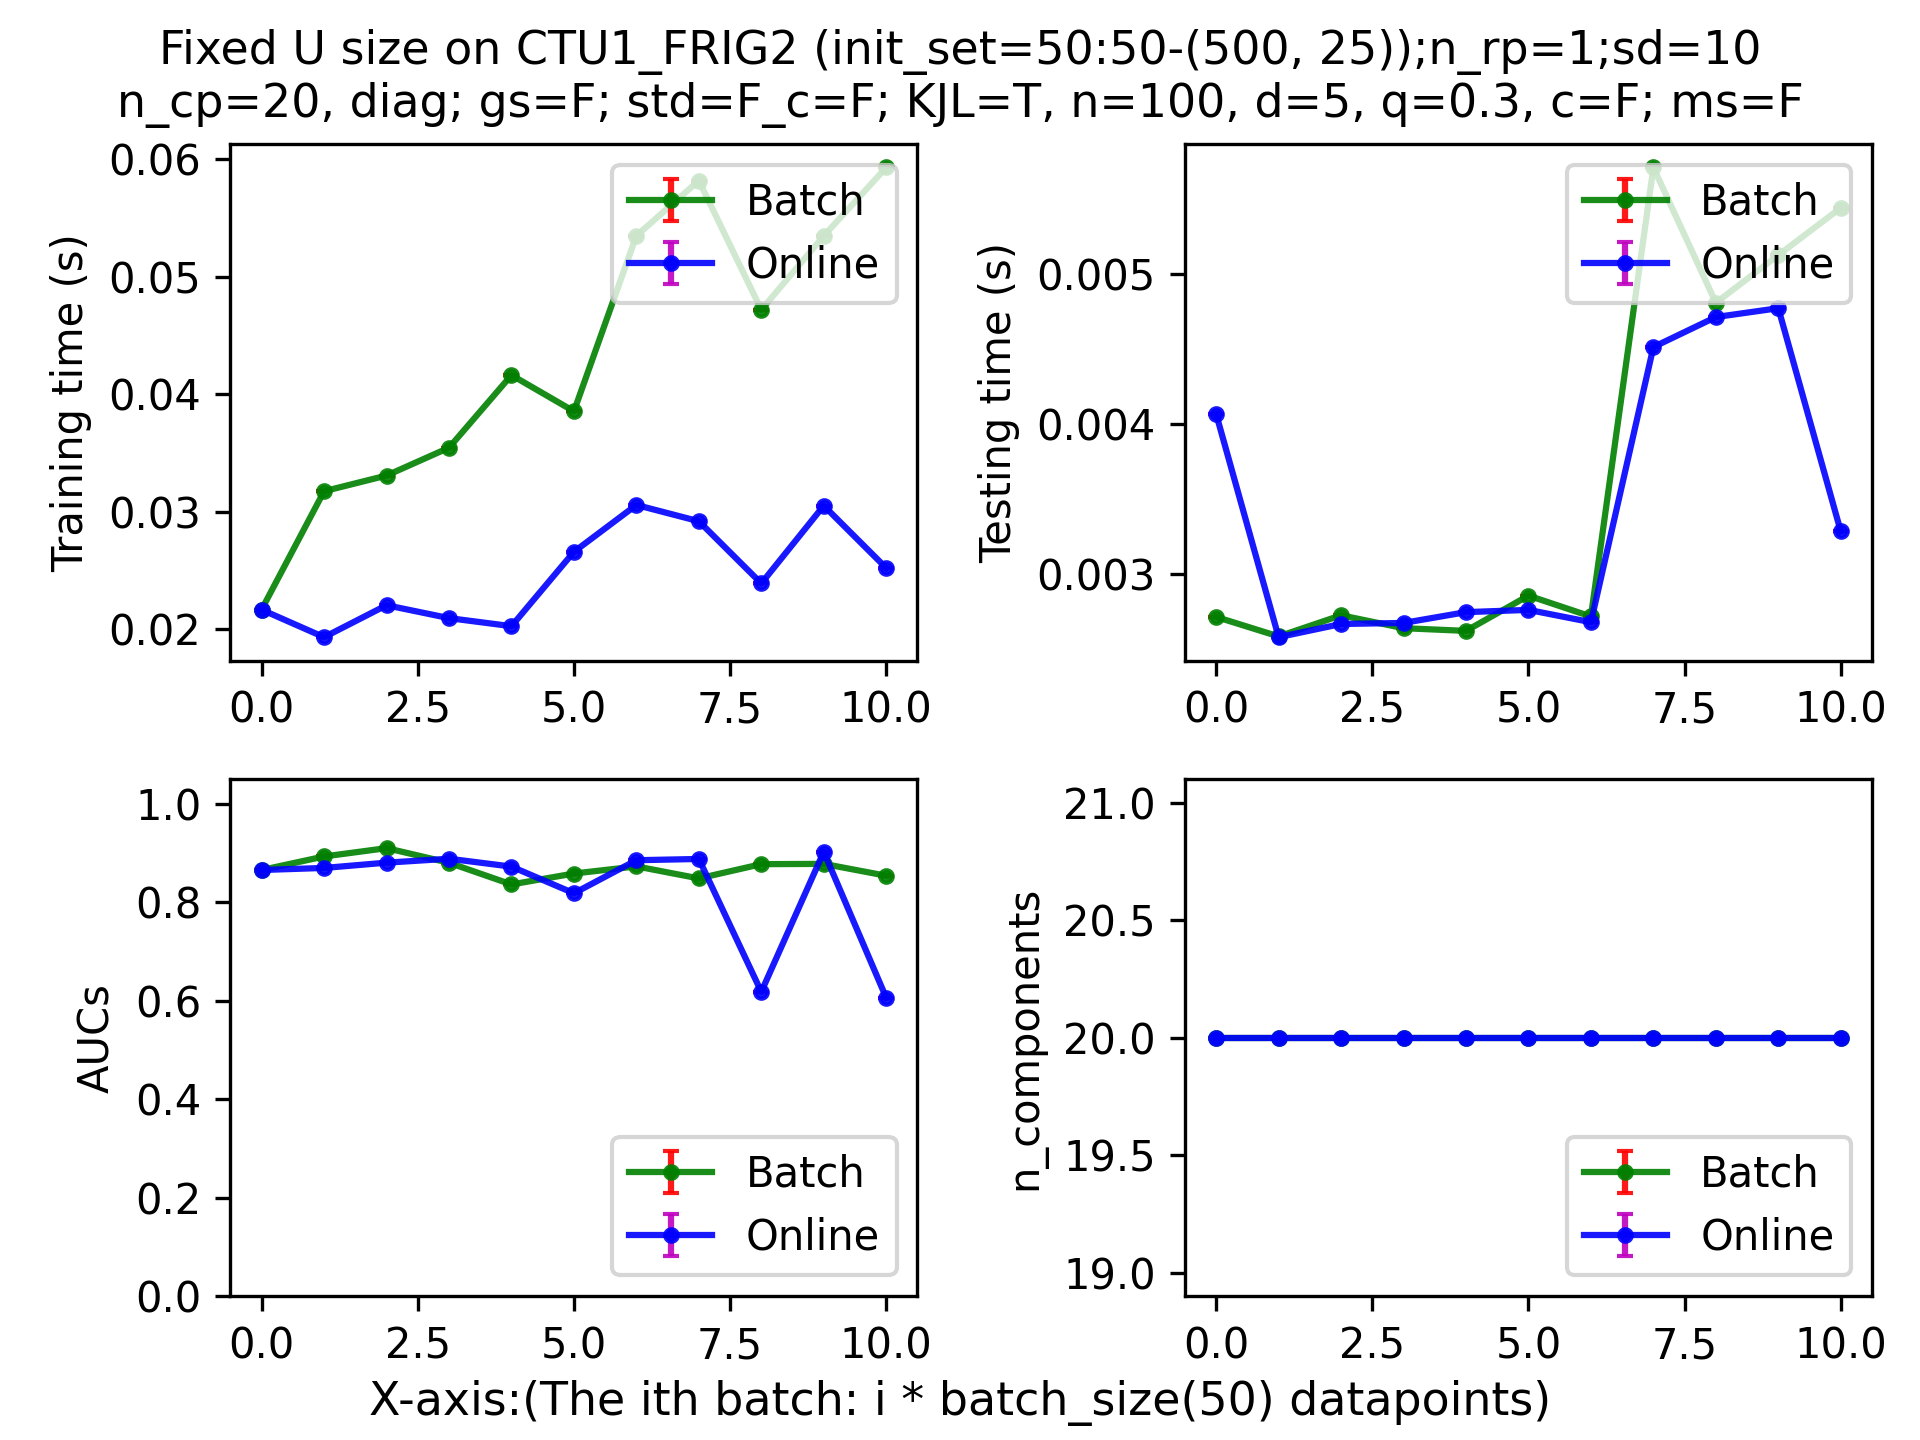 Fixed U size on CTU1_FRIG2 (init_set=50:50-(500, 25));n_rp=1;sd=10
n_cp=20, diag; gs=F; std=F_c=F; KJL=T, n=100, d=5, q=0.3, c=F; ms=F
Training time (s)
0.06
0.05
0.04
0.03
0.02
Batch
Online
0.0 2.5 5.0 7.5 10.0
Testing time (s)
0.005
0.004
0.003
Batch
Online
0.0 2.5 5.0 7.5 10.0
AUCs
1.0
0.8
0.6
0.4
0.2
0.0
Batch
Online
0.0 2.5 5.0 7.5 10.0
n_components
21.0
20.5
20.0
19.5
19.0
Batch
Online
0.0 2.5 5.0 7.5 10.0
X-axis:(The ith batch: i * batch_size(50) datapoints)